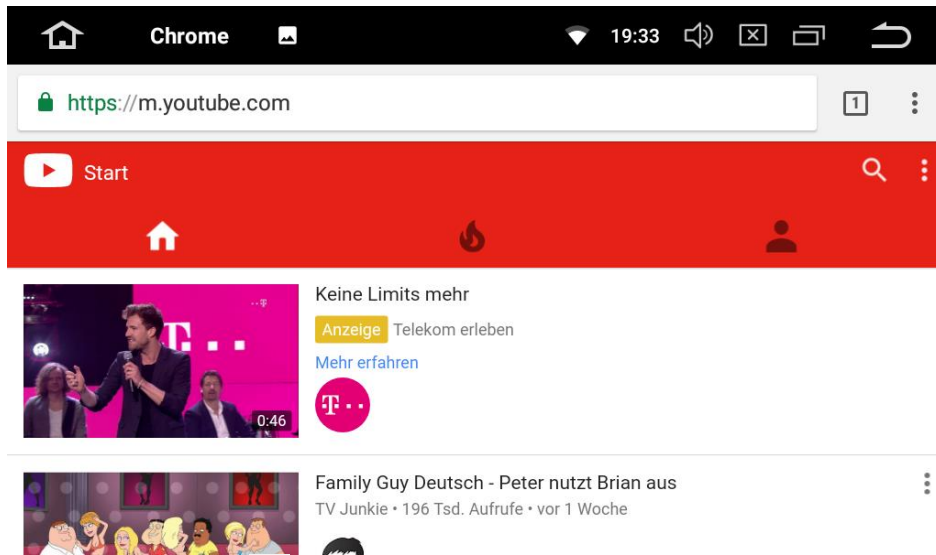 Chrome
19:33
https://m.youtube.com
1
Start
Keine Limits mehr
Anzeige Telekom erleben
Mehr erfahren
T
T
0:46
Family Guy Deutsch - Peter nutzt Brian aus
TV Junkie • 196 Tsd. Aufrufe • vor 1 Woche